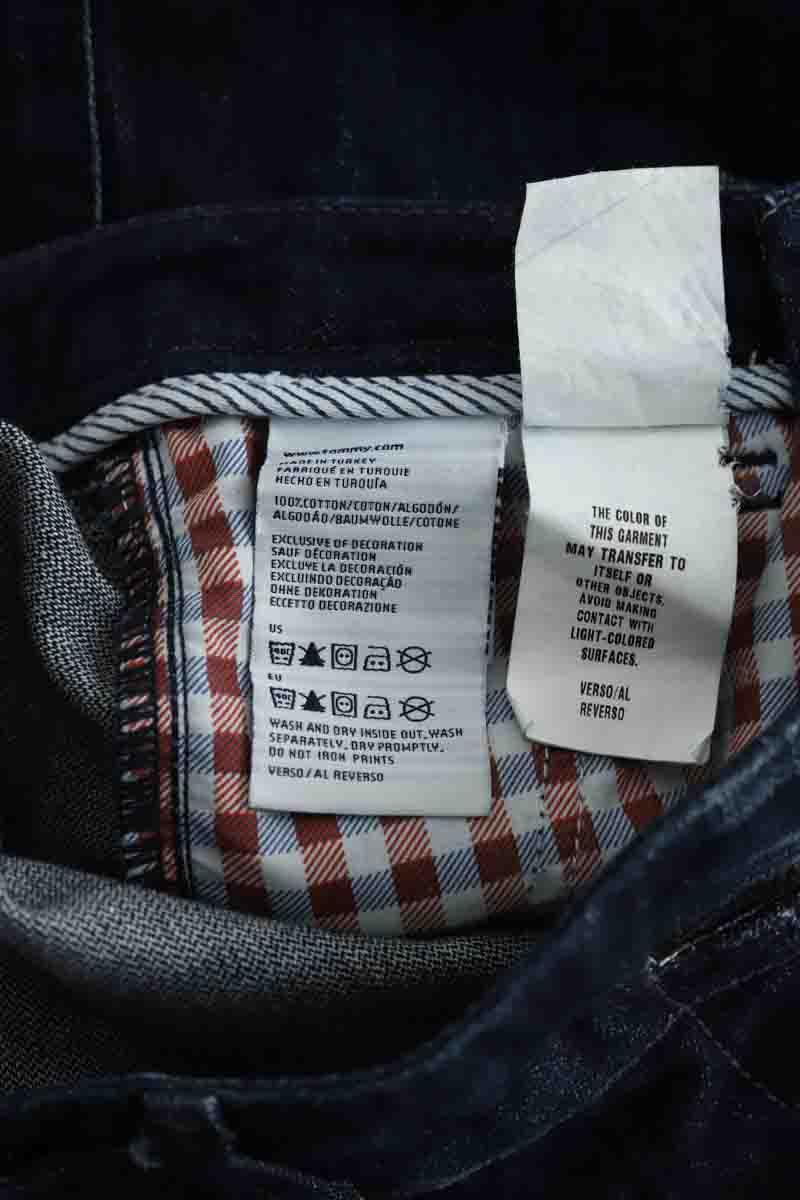 www.tommy.com
MADE IN TURKEY
FABRIQUÉ EN TURQUIE
HECHO EN TURQUÍA
100% COTTON/COTON/ALGODÓN/
ALGODÃO/BAUMWOLLE/COTONE
EXCLUSIVE OF DECORATION
SAUF DÉCORATION
EXCLUYE LA DECORACIÓN
EXCLUINDO DECORAÇÃO
OHNE DEKORATION
ECCETTO DECORAZIONE
US
EU
WASH AND DRY INSIDE OUT. WASH
SEPARATELY. DRY PROMPTLY.
DO NOT IRON PRINTS
VERSO/AL REVERSO
THE COLOR OF
THIS GARMENT
MAY TRANSFER TO
ITSELF OR
OTHER OBJECTS.
AVOID MAKING
CONTACT WITH
LIGHT-COLORED
SURFACES.
VERSO/AL
REVERSO